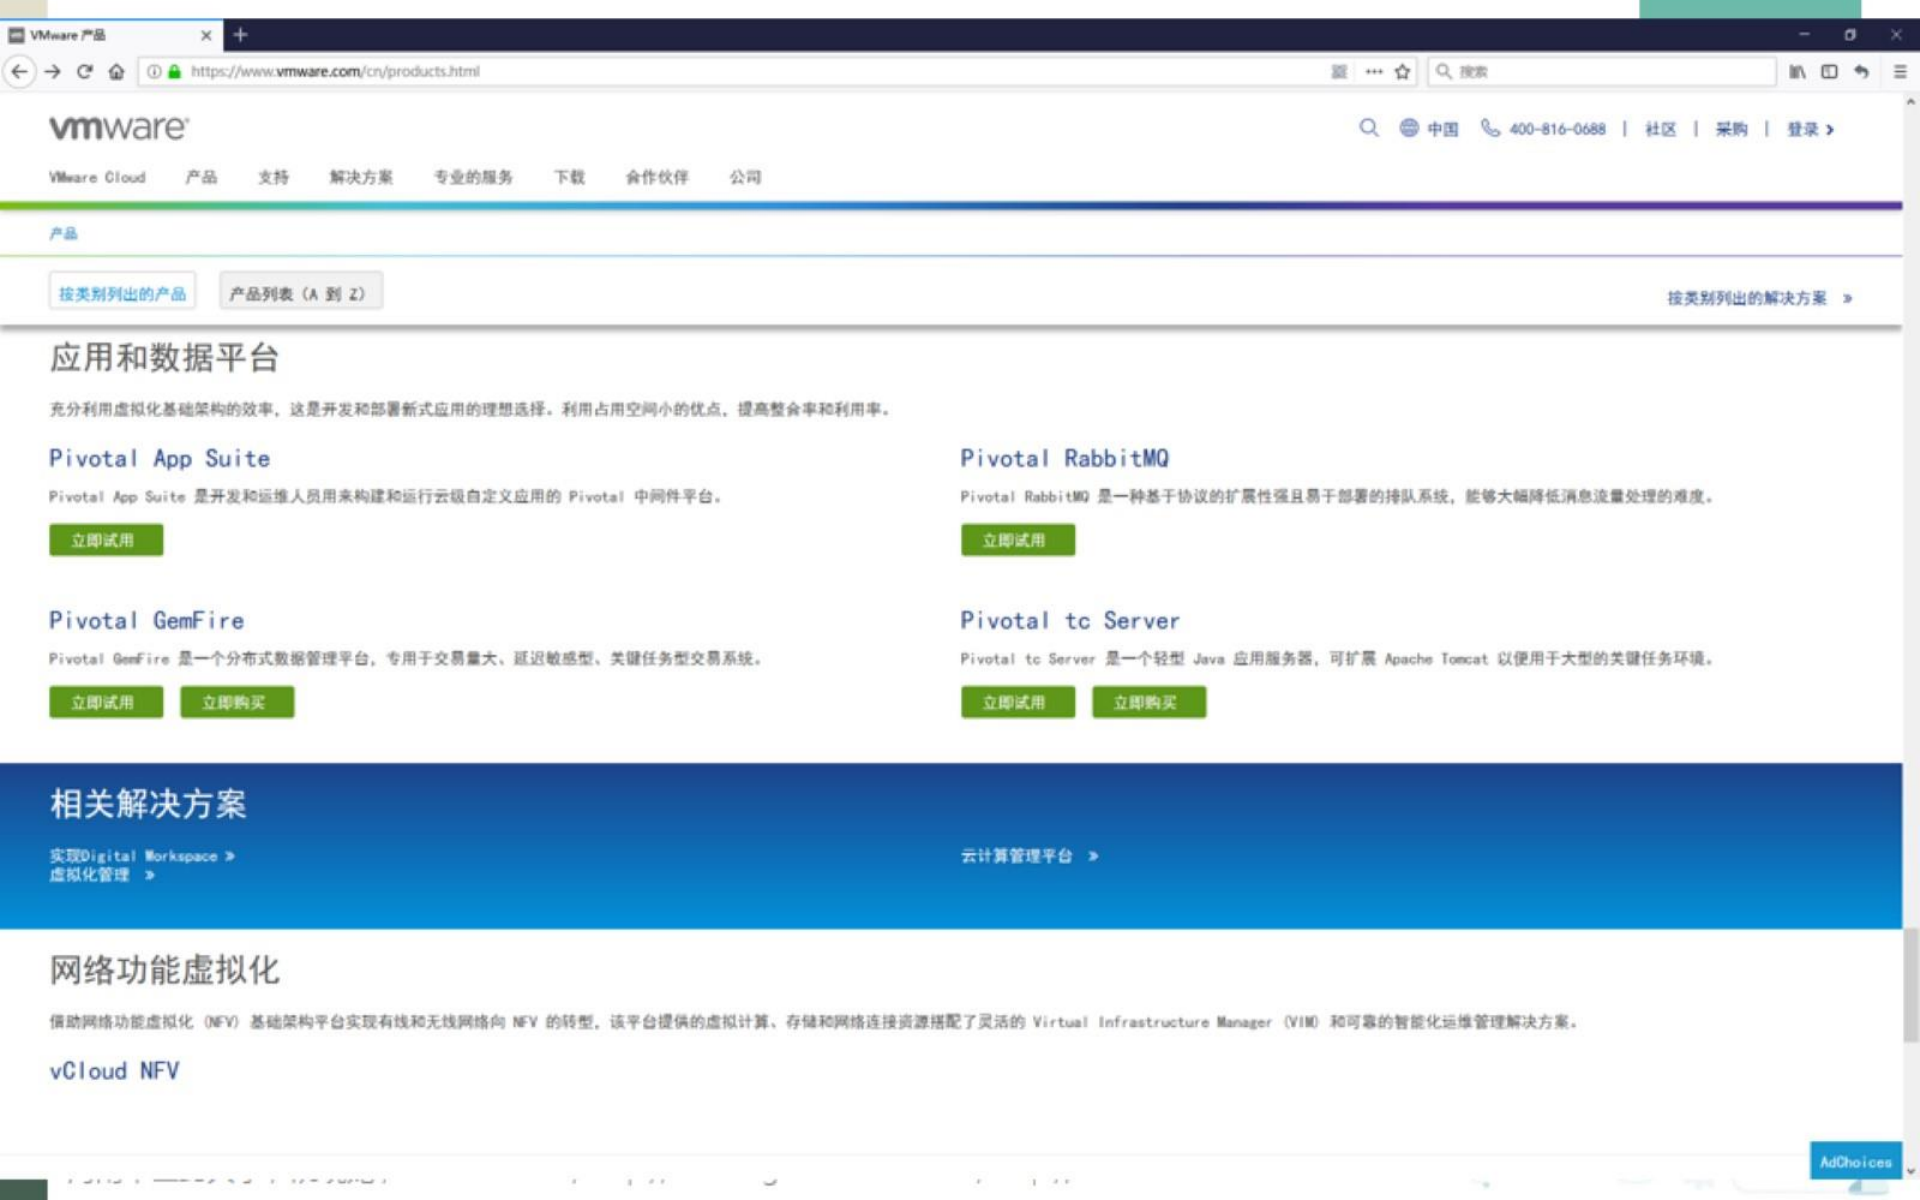 VMware 产品
https://www.vmware.com/cn/products.html
搜索
vmware
中国 400-816-0688 | 社区 | 采购 | 登录
VMware Cloud 产品 支持 解决方案 专业的服务 下载 合作伙伴 公司
产品
按类别列出的产品 产品列表（A 到 Z） 按类别列出的解决方案 »
应用和数据平台
充分利用虚拟化基础架构的效率，这是开发和部署新式应用的理想选择。利用占用空间小的优点，提高整合率和利用率。
Pivotal App Suite
Pivotal App Suite 是开发和运维人员用来构建和运行云级自定义应用的 Pivotal 中间件平台。
立即试用
Pivotal RabbitMQ
Pivotal RabbitMQ 是一种基于协议的扩展性强且易于部署的排队系统，能够大幅降低消息流量处理的难度。
立即试用
Pivotal GemFire
Pivotal GemFire 是一个分布式数据管理平台，专用于交易量大、延迟敏感型、关键任务型交易系统。
立即试用 立即购买
Pivotal tc Server
Pivotal tc Server 是一个轻型 Java 应用服务器，可扩展 Apache Tomcat 以便用于大型的关键任务环境。
立即试用 立即购买
相关解决方案
实现Digital Workspace »
虚拟化管理 »
云计算管理平台 »
网络功能虚拟化
借助网络功能虚拟化（NFV）基础架构平台实现有线和无线网络向 NFV 的转型，该平台提供的虚拟计算、存储和网络连接资源搭配了灵活的 Virtual Infrastructure Manager（VIM）和可靠的智能化运维管理解决方案。
vCloud NFV
AdChoices